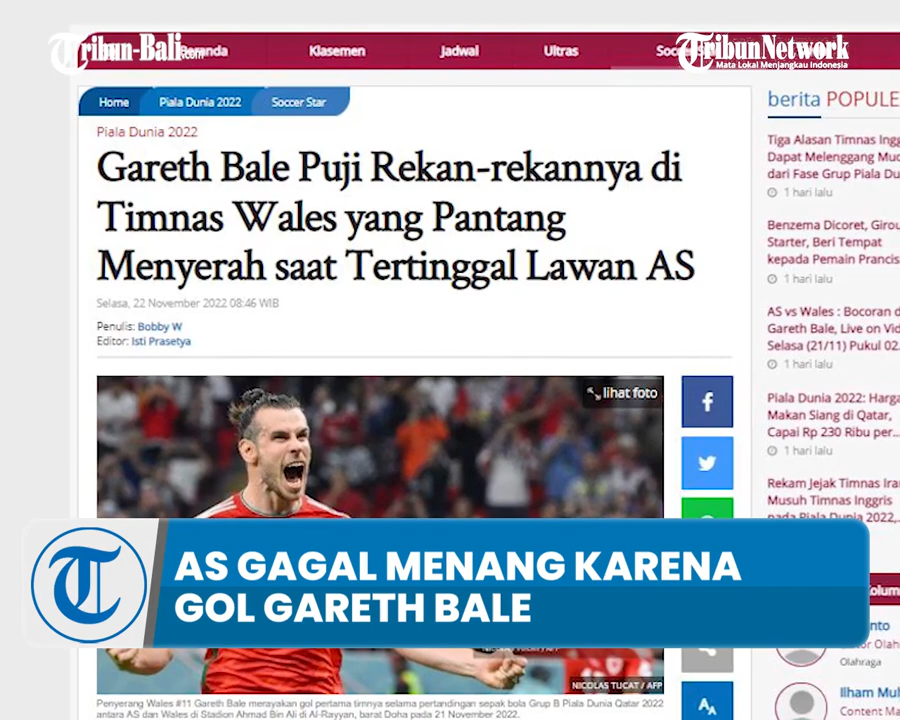 Tribun-Bali.com
Beranda Klasemen Jadwal Ultras
TribunNetwork
Mata Lokal Menjangkau Indonesia
Home Piala Dunia 2022 Soccer Star
berita POPULE
Piala Dunia 2022
Gareth Bale Puji Rekan-rekannya di
Timnas Wales yang Pantang
Menyerah saat Tertinggal Lawan AS
Selasa, 22 November 2022 08:46 WIB
Penulis: Bobby W
Editor: Isti Prasetya
lihat foto
Tiga Alasan Timnas Ingg
Dapat Melenggang Mud
dari Fase Grup Piala Du
1 hari lalu
Benzema Dicoret, Girou
Starter, Beri Tempat
kepada Pemain Prancis
1 hari lalu
AS vs Wales : Bocoran d
Gareth Bale, Live on Vid
Selasa (21/11) Pukul 02.
1 hari lalu
Piala Dunia 2022: Harga
Makan Siang di Qatar,
Capai Rp 230 Ribu per...
1 hari lalu
Rekam Jejak Timnas Iran
Musuh Timnas Inggris
pada Piala Dunia 2022,
AS GAGAL MENANG KARENA
GOL GARETH BALE
NICOLAS TUCAT / AFP
Penyerang Wales #11 Gareth Bale merayakan gol pertama timnya selama pertandingan sepak bola Grup B Piala Dunia Qatar 2022
antara AS dan Wales di Stadion Ahmad Bin Ali di Al-Rayyan, barat Doha pada 21 November 2022.
Olahraga
Ilham Mul
Content Ma